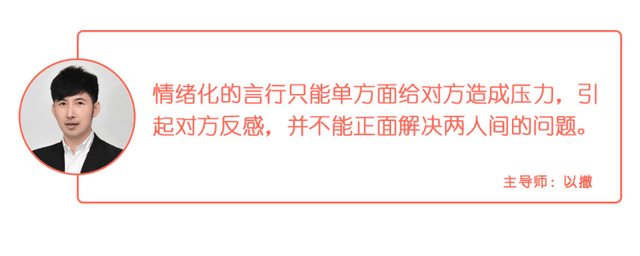 情绪化的言行只能单方面给对方造成压力，引
起对方反感，并不能正面解决两人间的问题。
主导师：以撒